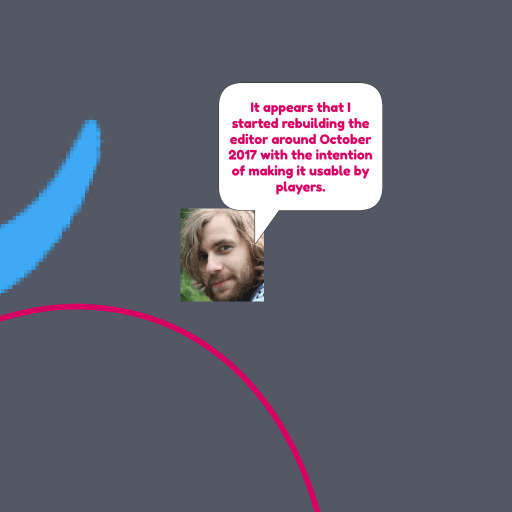 It appears that I
started rebuilding the
editor around October
2017 with the intention
of making it usable by
players.